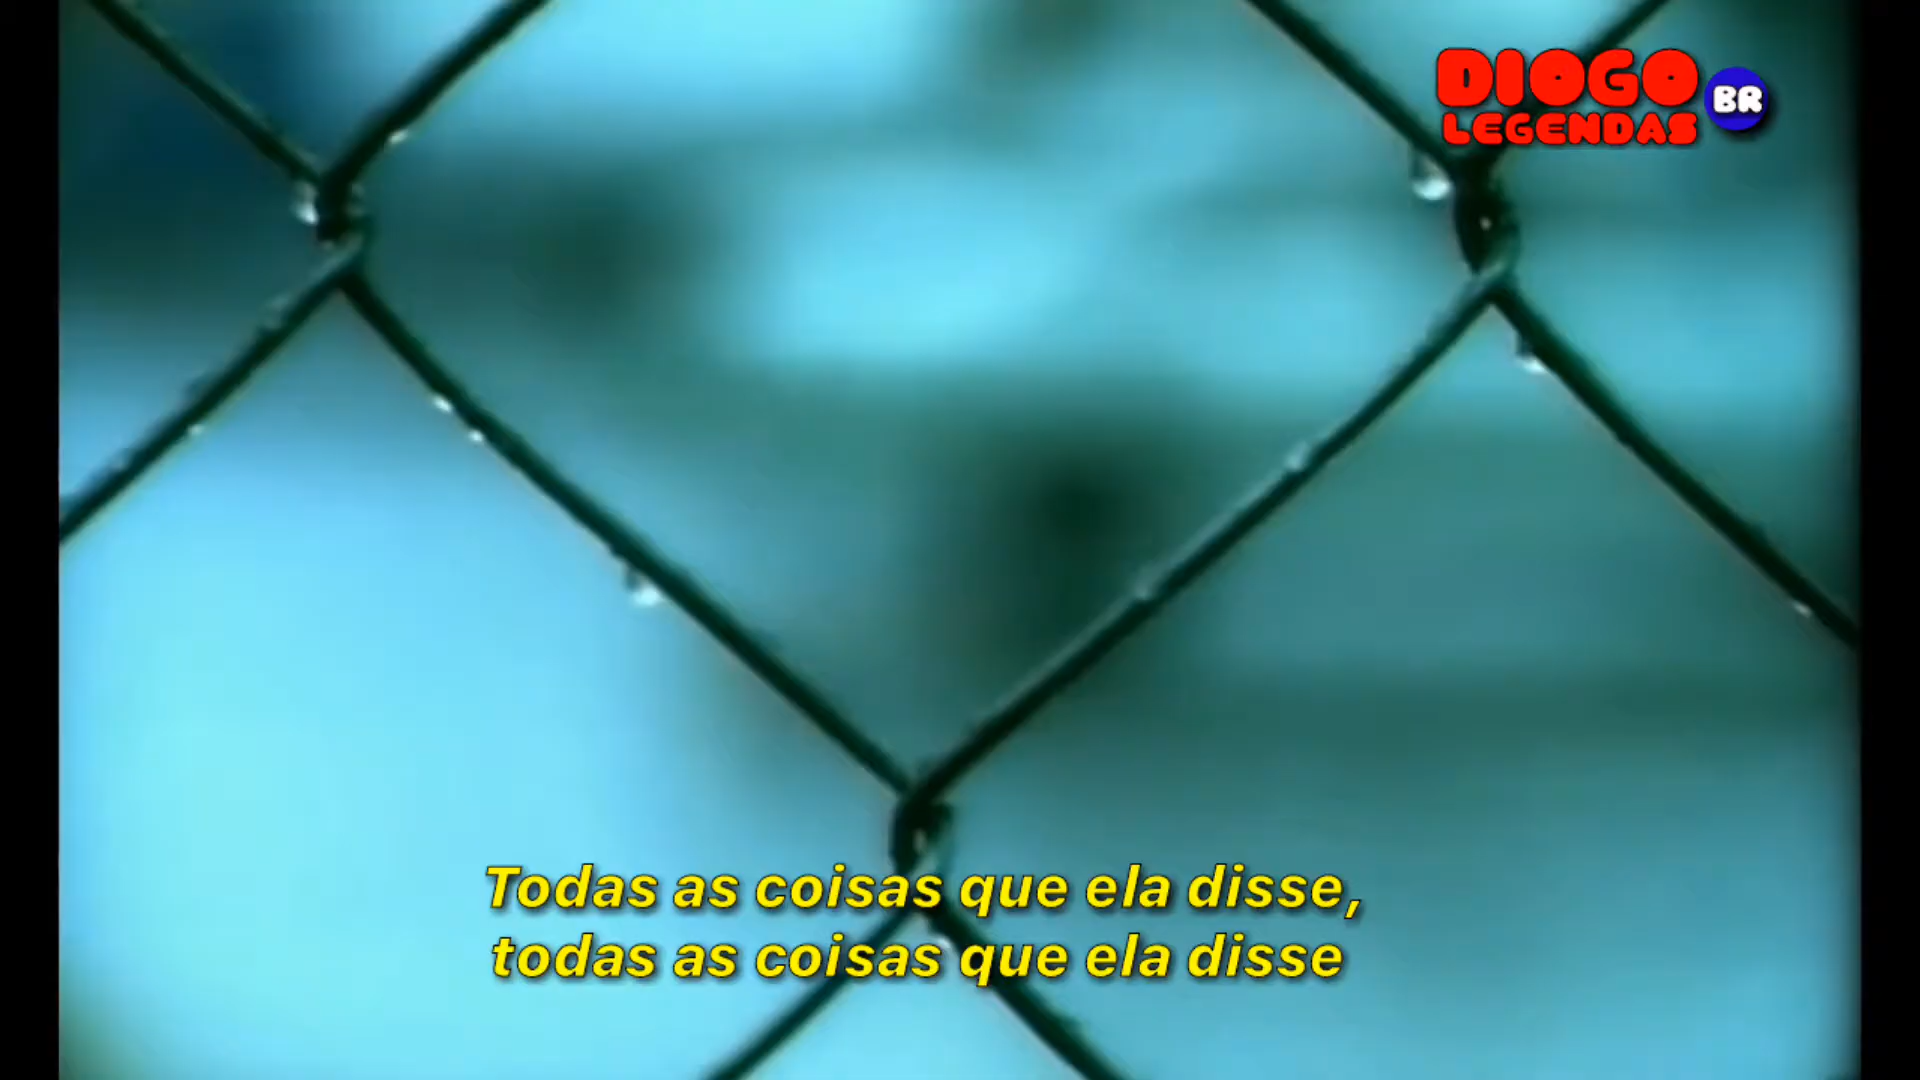 DIOGO
LEGENDAS
BR
Todas as coisas que ela disse,
todas as coisas que ela disse